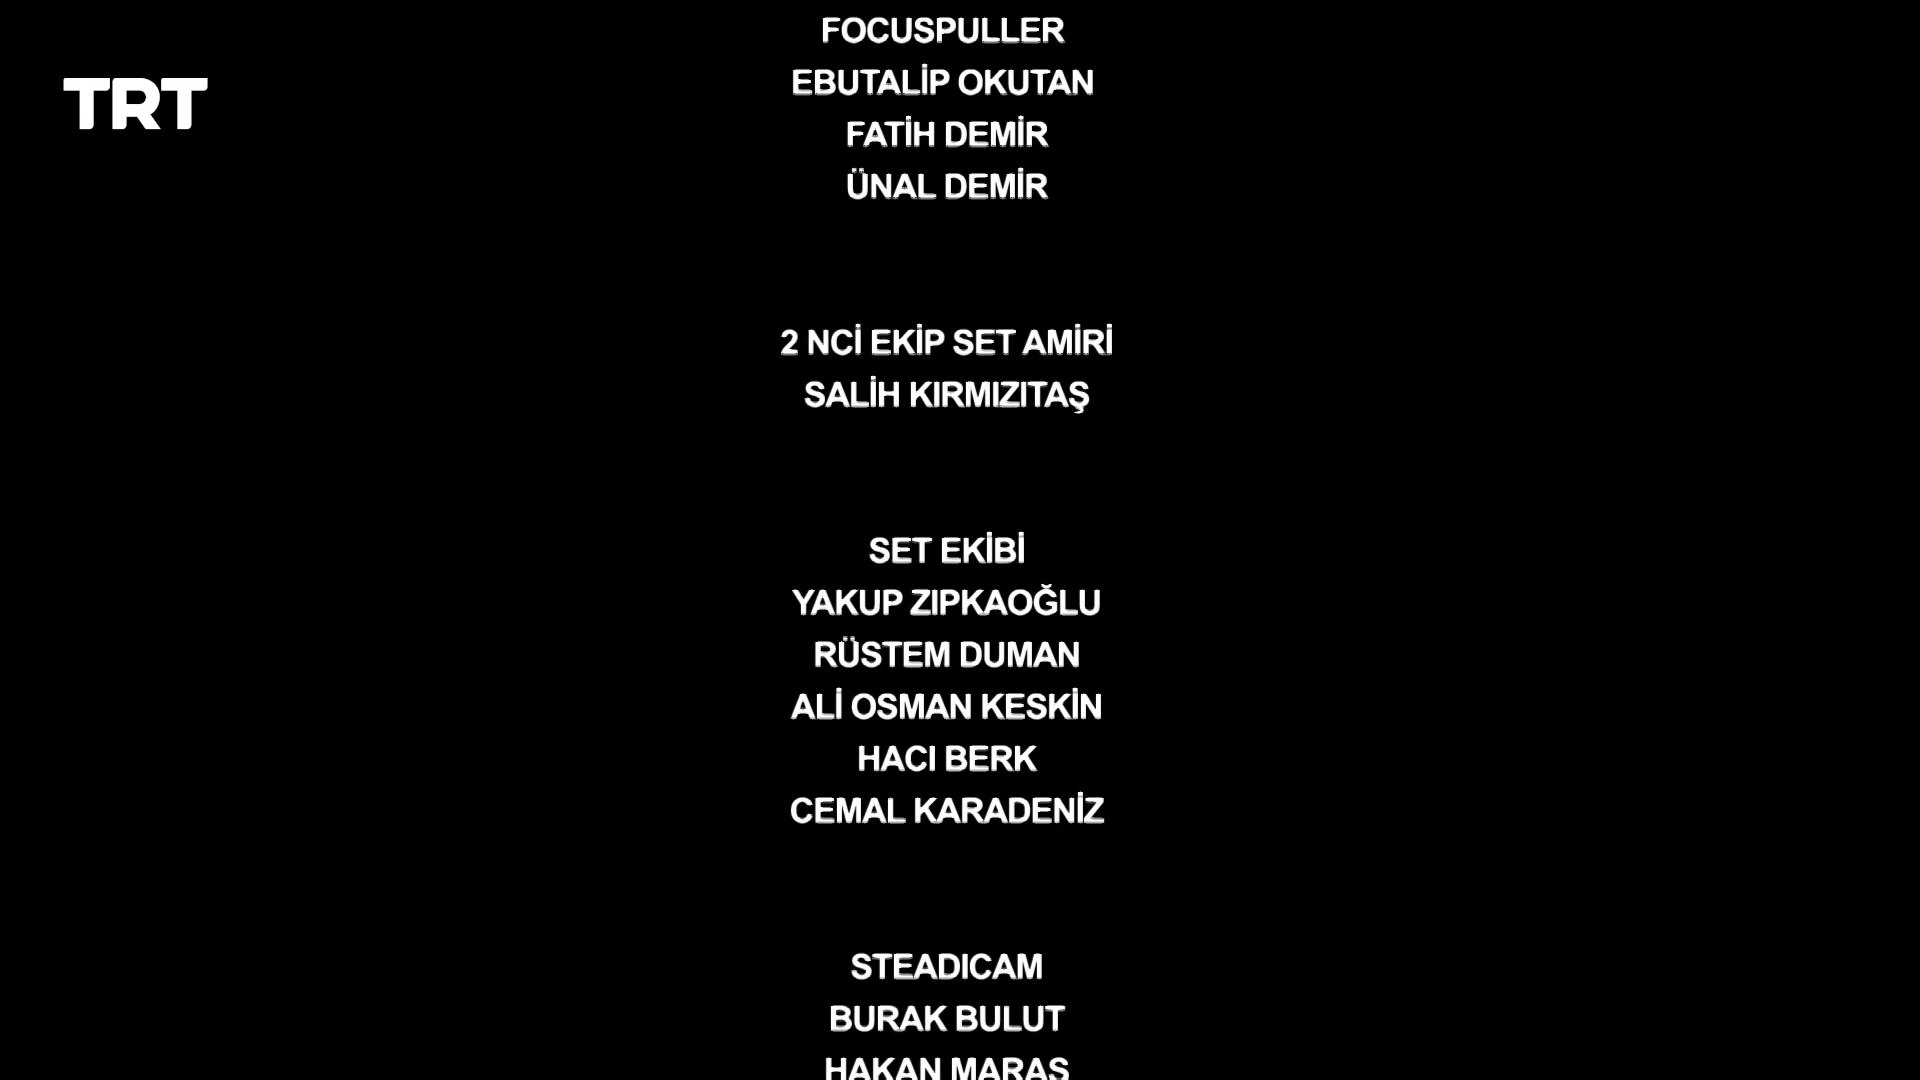 TRT
FOCUSPULLER
EBUTALİP OKUTAN
FATİH DEMİR
ÜNAL DEMİR
2 NCİ EKİP SET AMİRİ
SALİH KIRMIZITAŞ
SET EKİBİ
YAKUP ZIPKAOĞLU
RÜSTEM DUMAN
ALİ OSMAN KESKİN
HACI BERK
CEMAL KARADENİZ
STEADICAM
BURAK BULUT
HAKAN